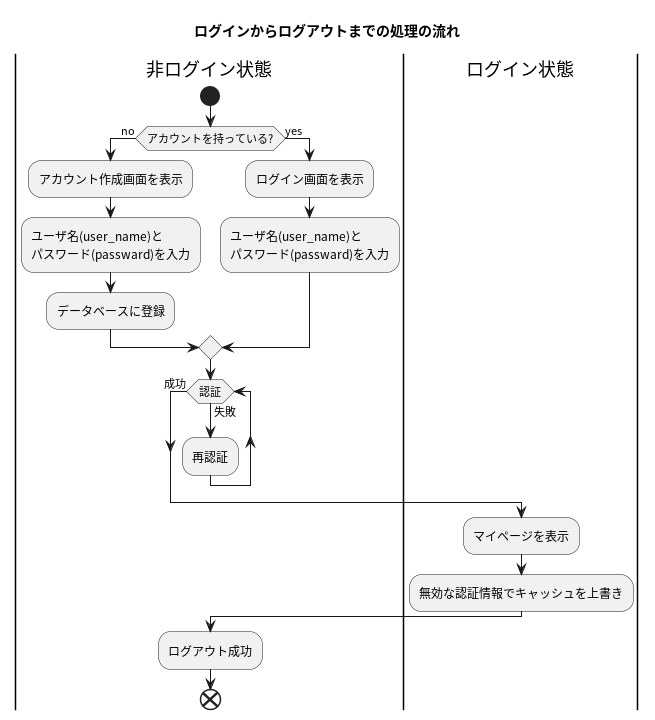 ログインからログアウトまでの処理の流れ
非ログイン状態
ログイン状態
no
アカウントを持っている?
yes
アカウント作成画面を表示
ログイン画面を表示
ユーザ名(user_name)と
パスワード(passward)を入力
ユーザ名(user_name)と
パスワード(passward)を入力
データベースに登録
成功
認証
失敗
再認証
マイページを表示
無効な認証情報でキャッシュを上書き
ログアウト成功